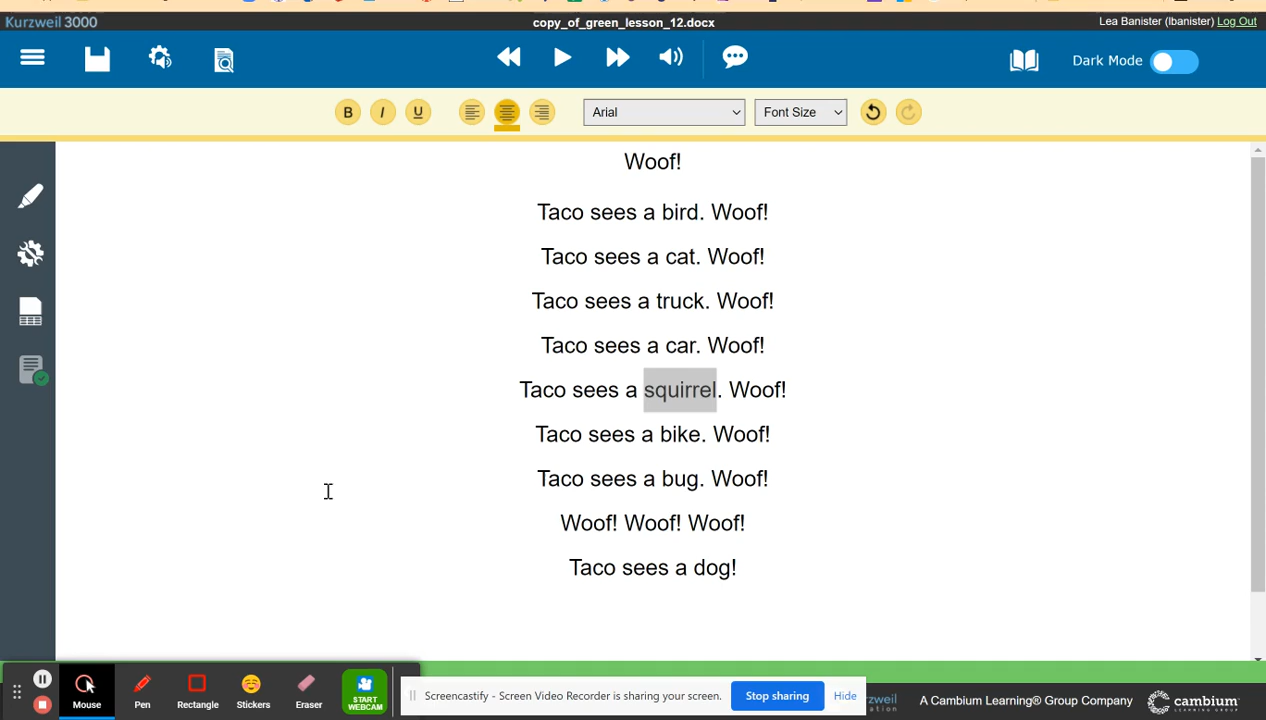 Kurzweil 3000
copy_of_green_lesson_12.docx
Lea Banister (lbanister) Log Out
Dark Mode
B I U
Arial
Font Size
Woof!
Taco sees a bird. Woof!
Taco sees a cat. Woof!
Taco sees a truck. Woof!
Taco sees a car. Woof!
Taco sees a squirrel. Woof!
Taco sees a bike. Woof!
Taco sees a bug. Woof!
Woof! Woof! Woof!
Taco sees a dog!
Mouse
Pen
Rectangle
Stickers
Eraser
START WEBCAM
Screencastify - Screen Video Recorder is sharing your screen.
Stop sharing
Hide
A Cambium Learning® Group Company
cambium
LEARNING GROUP